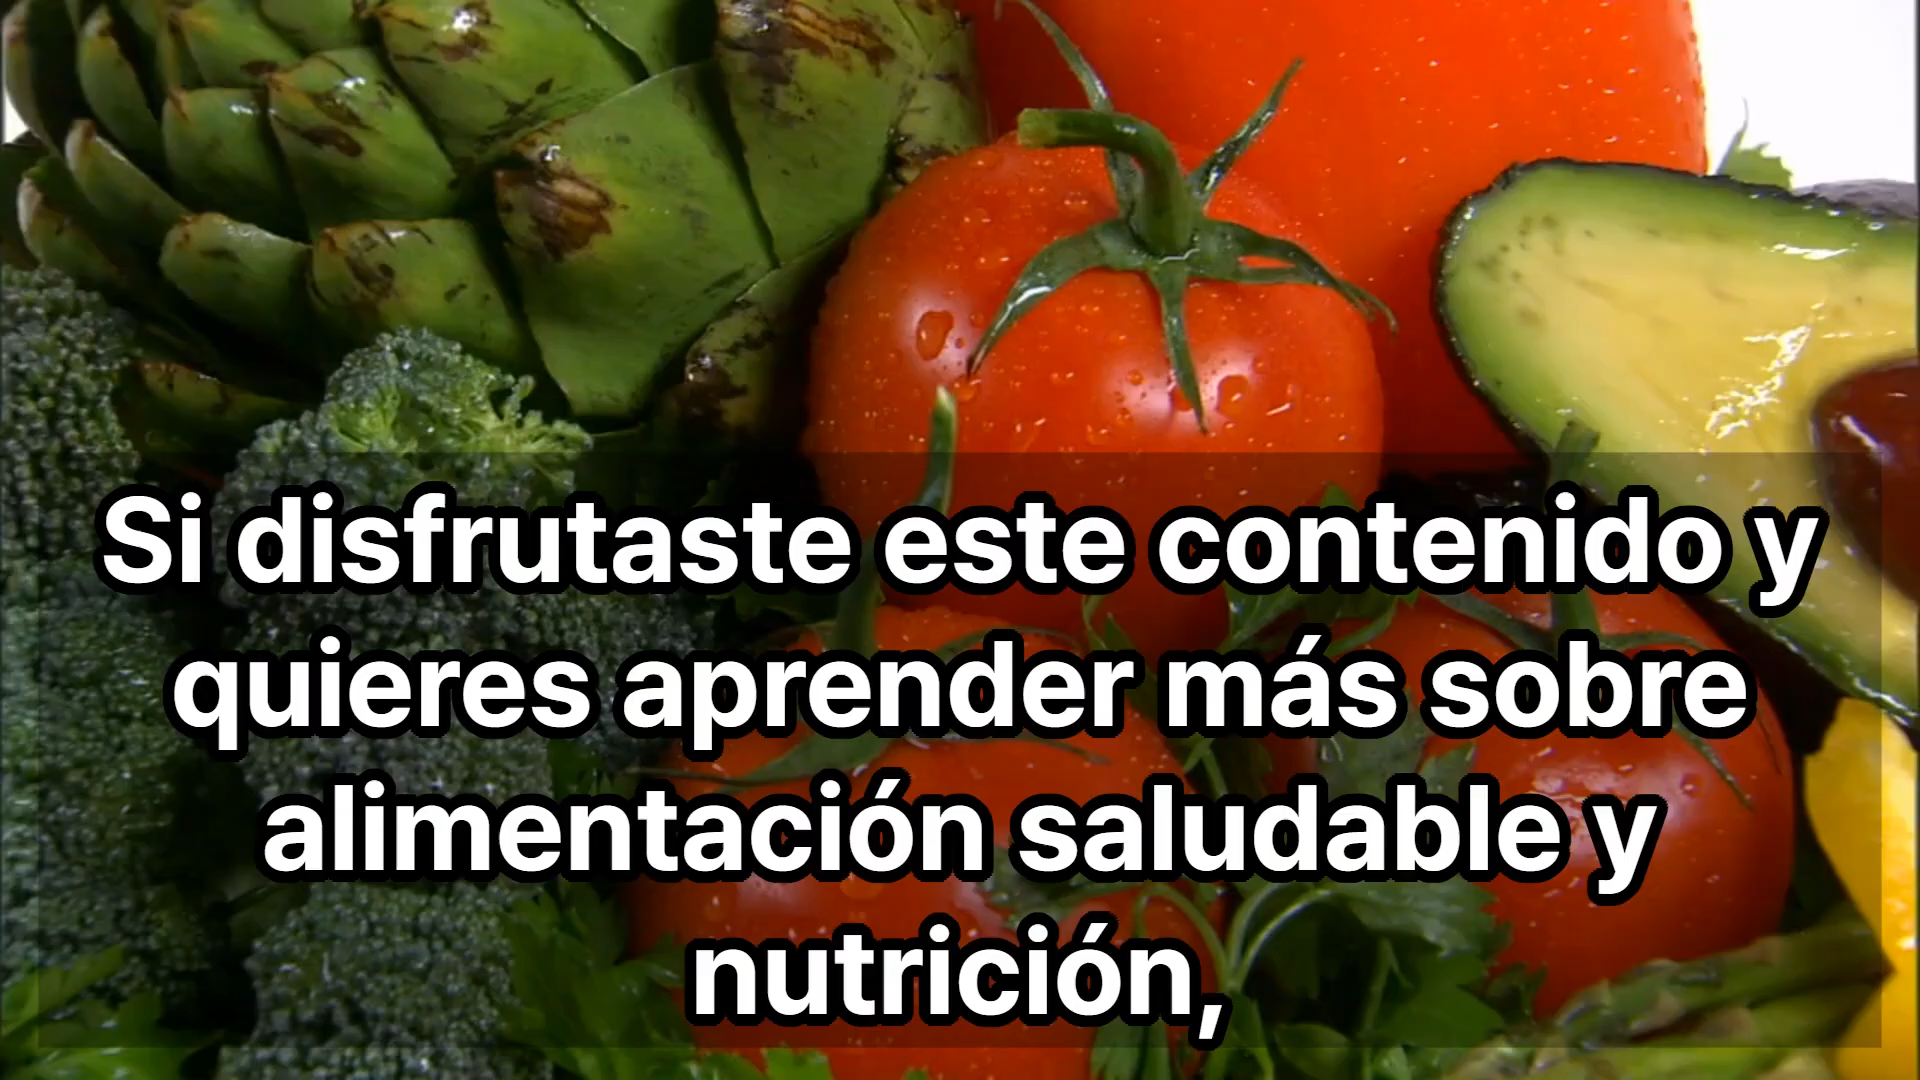 Si disfrutaste este contenido y
quieres aprender más sobre
alimentación saludable y
nutrición,